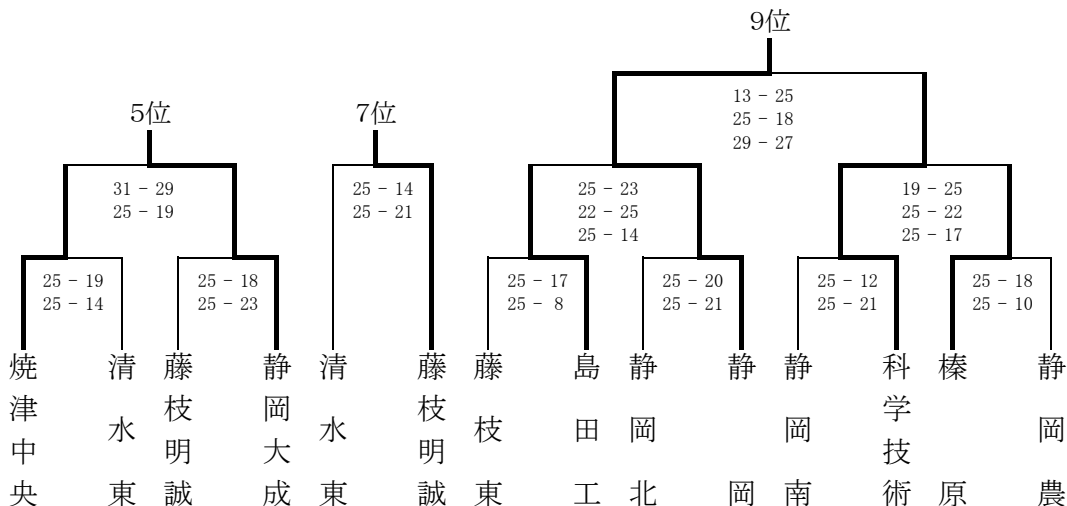 9位
13 - 25
25 - 18
29 - 27
5位
7位
31 - 29
25 - 19
25 - 14
25 - 21
25 - 23
22 - 25
25 - 14
19 - 25
25 - 22
25 - 17
25 - 19
25 - 14
25 - 18
25 - 23
25 - 17
25 - 8
25 - 20
25 - 21
25 - 12
25 - 21
25 - 18
25 - 10
焼津中央
清水東
藤枝明誠
静岡大成
清水東
藤枝明誠
藤枝東
島田工
静岡北
静岡
静岡南
科学技術
榛原
静岡農